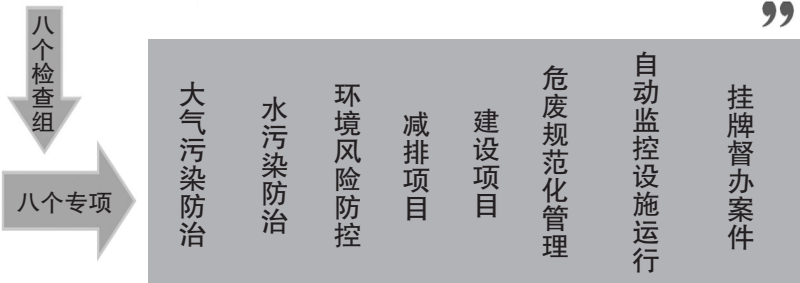 ”
八个检查组
八个专项
大气污染防治
水污染防治
环境风险防控
减排项目
建设项目
危废规范化管理
自动监控设施运行
挂牌督办案件